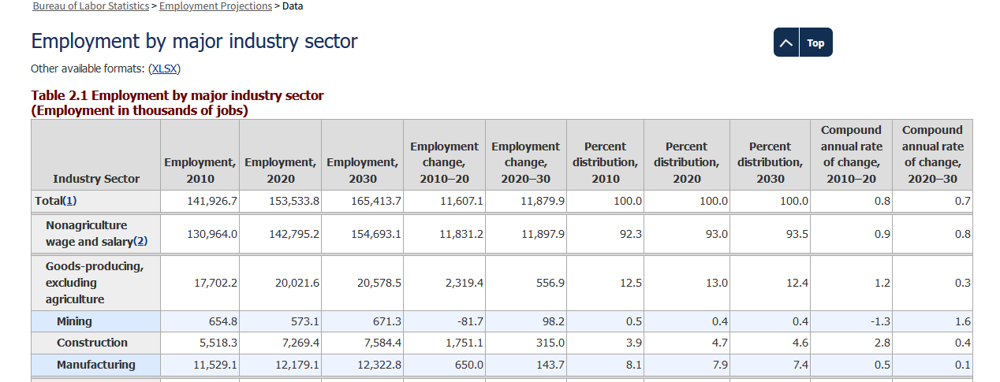 Bureau of Labor Statistics > Employment Projections > Data
Employment by major industry sector
Top
Other available formats: (XLSX)
Table 2.1 Employment by major industry sector
(Employment in thousands of jobs)
Industry Sector Employment, 2010 Employment, 2020 Employment, 2030 Employment change, 2010–20 Employment change, 2020–30 Percent distribution, 2010 Percent distribution, 2020 Percent distribution, 2030 Compound annual rate of change, 2010–20 Compound annual rate of change, 2020–30
Total(1) 141,926.7 153,533.8 165,413.7 11,607.1 11,879.9 100.0 100.0 100.0 0.8 0.7
Nonagriculture wage and salary(2) 130,964.0 142,795.2 154,693.1 11,831.2 11,897.9 92.3 93.0 93.5 0.9 0.8
Goods-producing, excluding agriculture 17,702.2 20,021.6 20,578.5 2,319.4 556.9 12.5 13.0 12.4 1.2 0.3
Mining 654.8 573.1 671.3 -81.7 98.2 0.5 0.4 0.4 -1.3 1.6
Construction 5,518.3 7,269.4 7,584.4 1,751.1 315.0 3.9 4.7 4.6 2.8 0.4
Manufacturing 11,529.1 12,179.1 12,322.8 650.0 143.7 8.1 7.9 7.4 0.5 0.1